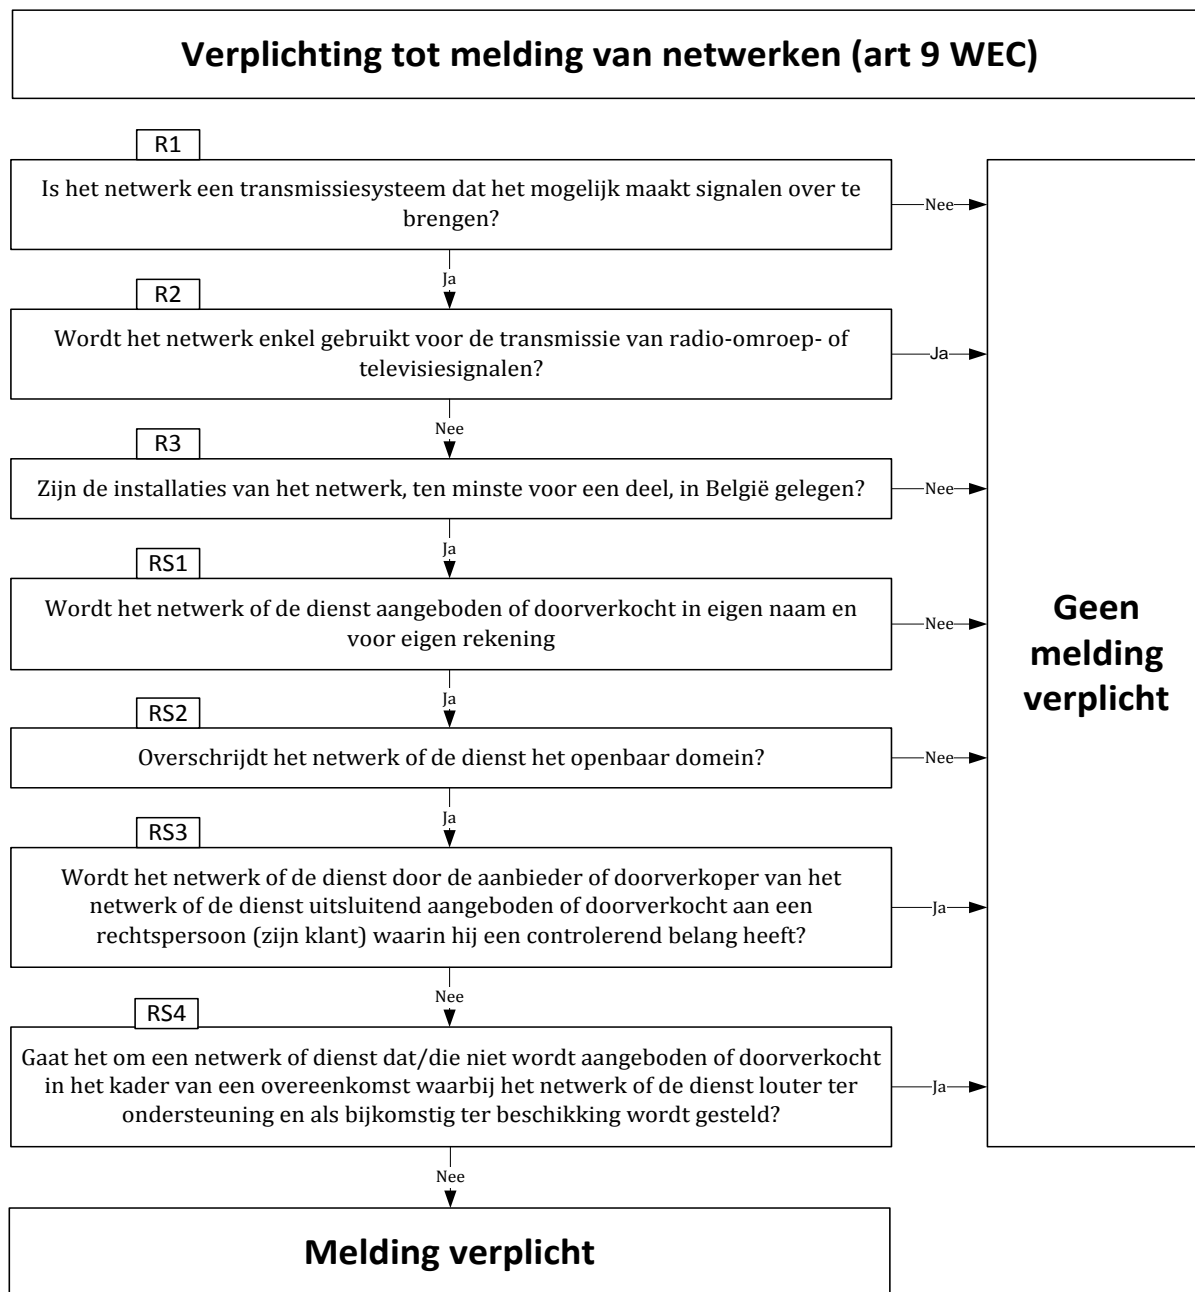 Verplichting tot melding van netwerken (art 9 WEC)
R1
Is het netwerk een transmissiesysteem dat het mogelijk maakt signalen over te
brengen?
Nee
Ja
R2
Wordt het netwerk enkel gebruikt voor de transmissie van radio-omroep- of
televisiesignalen?
Ja
Nee
R3
Zijn de installaties van het netwerk, ten minste voor een deel, in België gelegen?
Nee
Ja
RS1
Wordt het netwerk of de dienst aangeboden of doorverkocht in eigen naam en
voor eigen rekening
Nee
Ja
RS2
Overschrijdt het netwerk of de dienst het openbaar domein?
Nee
Ja
RS3
Wordt het netwerk of de dienst door de aanbieder of doorverkoper van het
netwerk of de dienst uitsluitend aangeboden of doorverkocht aan een
rechtspersoon (zijn klant) waarin hij een controlerend belang heeft?
Ja
Nee
RS4
Gaat het om een netwerk of dienst dat/die niet wordt aangeboden of doorverkocht
in het kader van een overeenkomst waarbij het netwerk of de dienst louter ter
ondersteuning en als bijkomstig ter beschikking wordt gesteld?
Ja
Nee
Melding verplicht
Geen
melding
verplicht